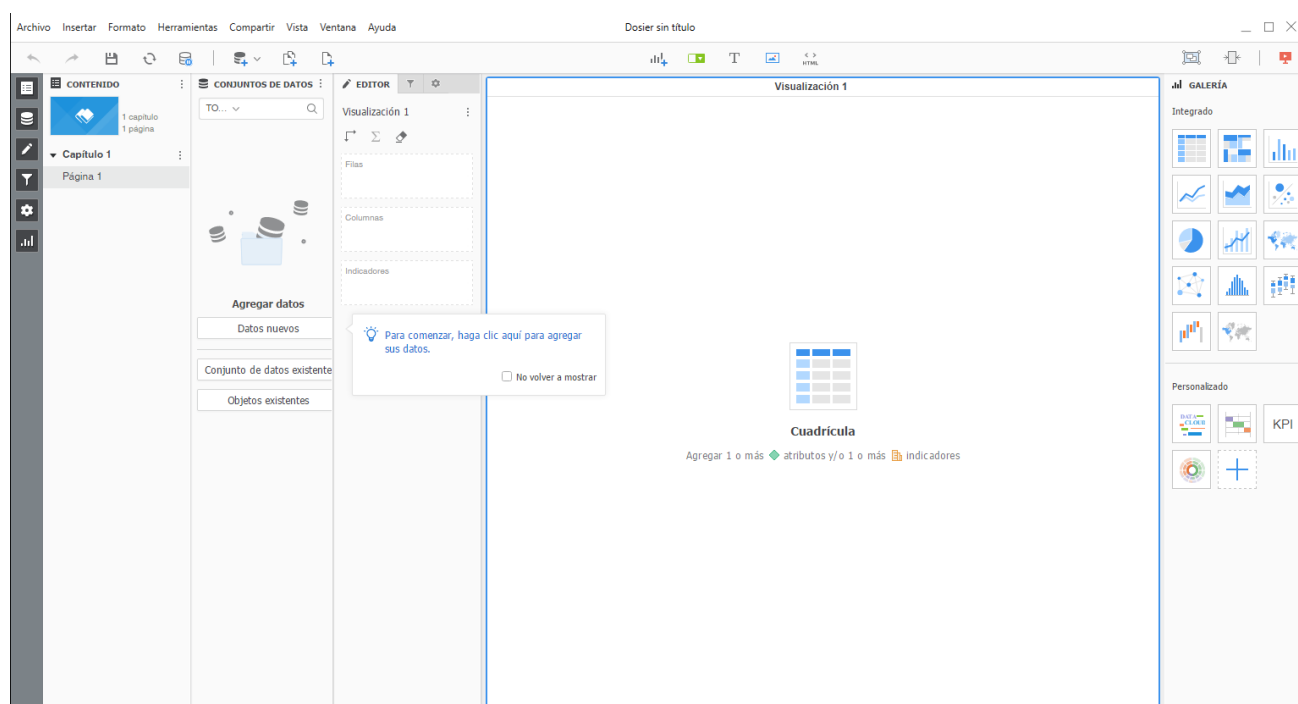 Archivo Insertar Formato Herramientas Compartir Vista Ventana Ayuda
Dosier sin título
HTML
CONTENIDO
1 capítulo
1 página
Capítulo 1
Página 1
CONJUNTOS DE DATOS
TO...
Agregar datos
Datos nuevos
Conjunto de datos existente
Objetos existentes
EDITOR
Visualización 1
Filas
Columnas
Indicadores
Para comenzar, haga clic aquí para agregar
sus datos.
No volver a mostrar
Visualización 1
Cuadrícula
Agregar 1 o más atributos y/o 1 o más indicadores
GALERÍA
Integrado
Personalizado
DATA
CLOUD
KPI